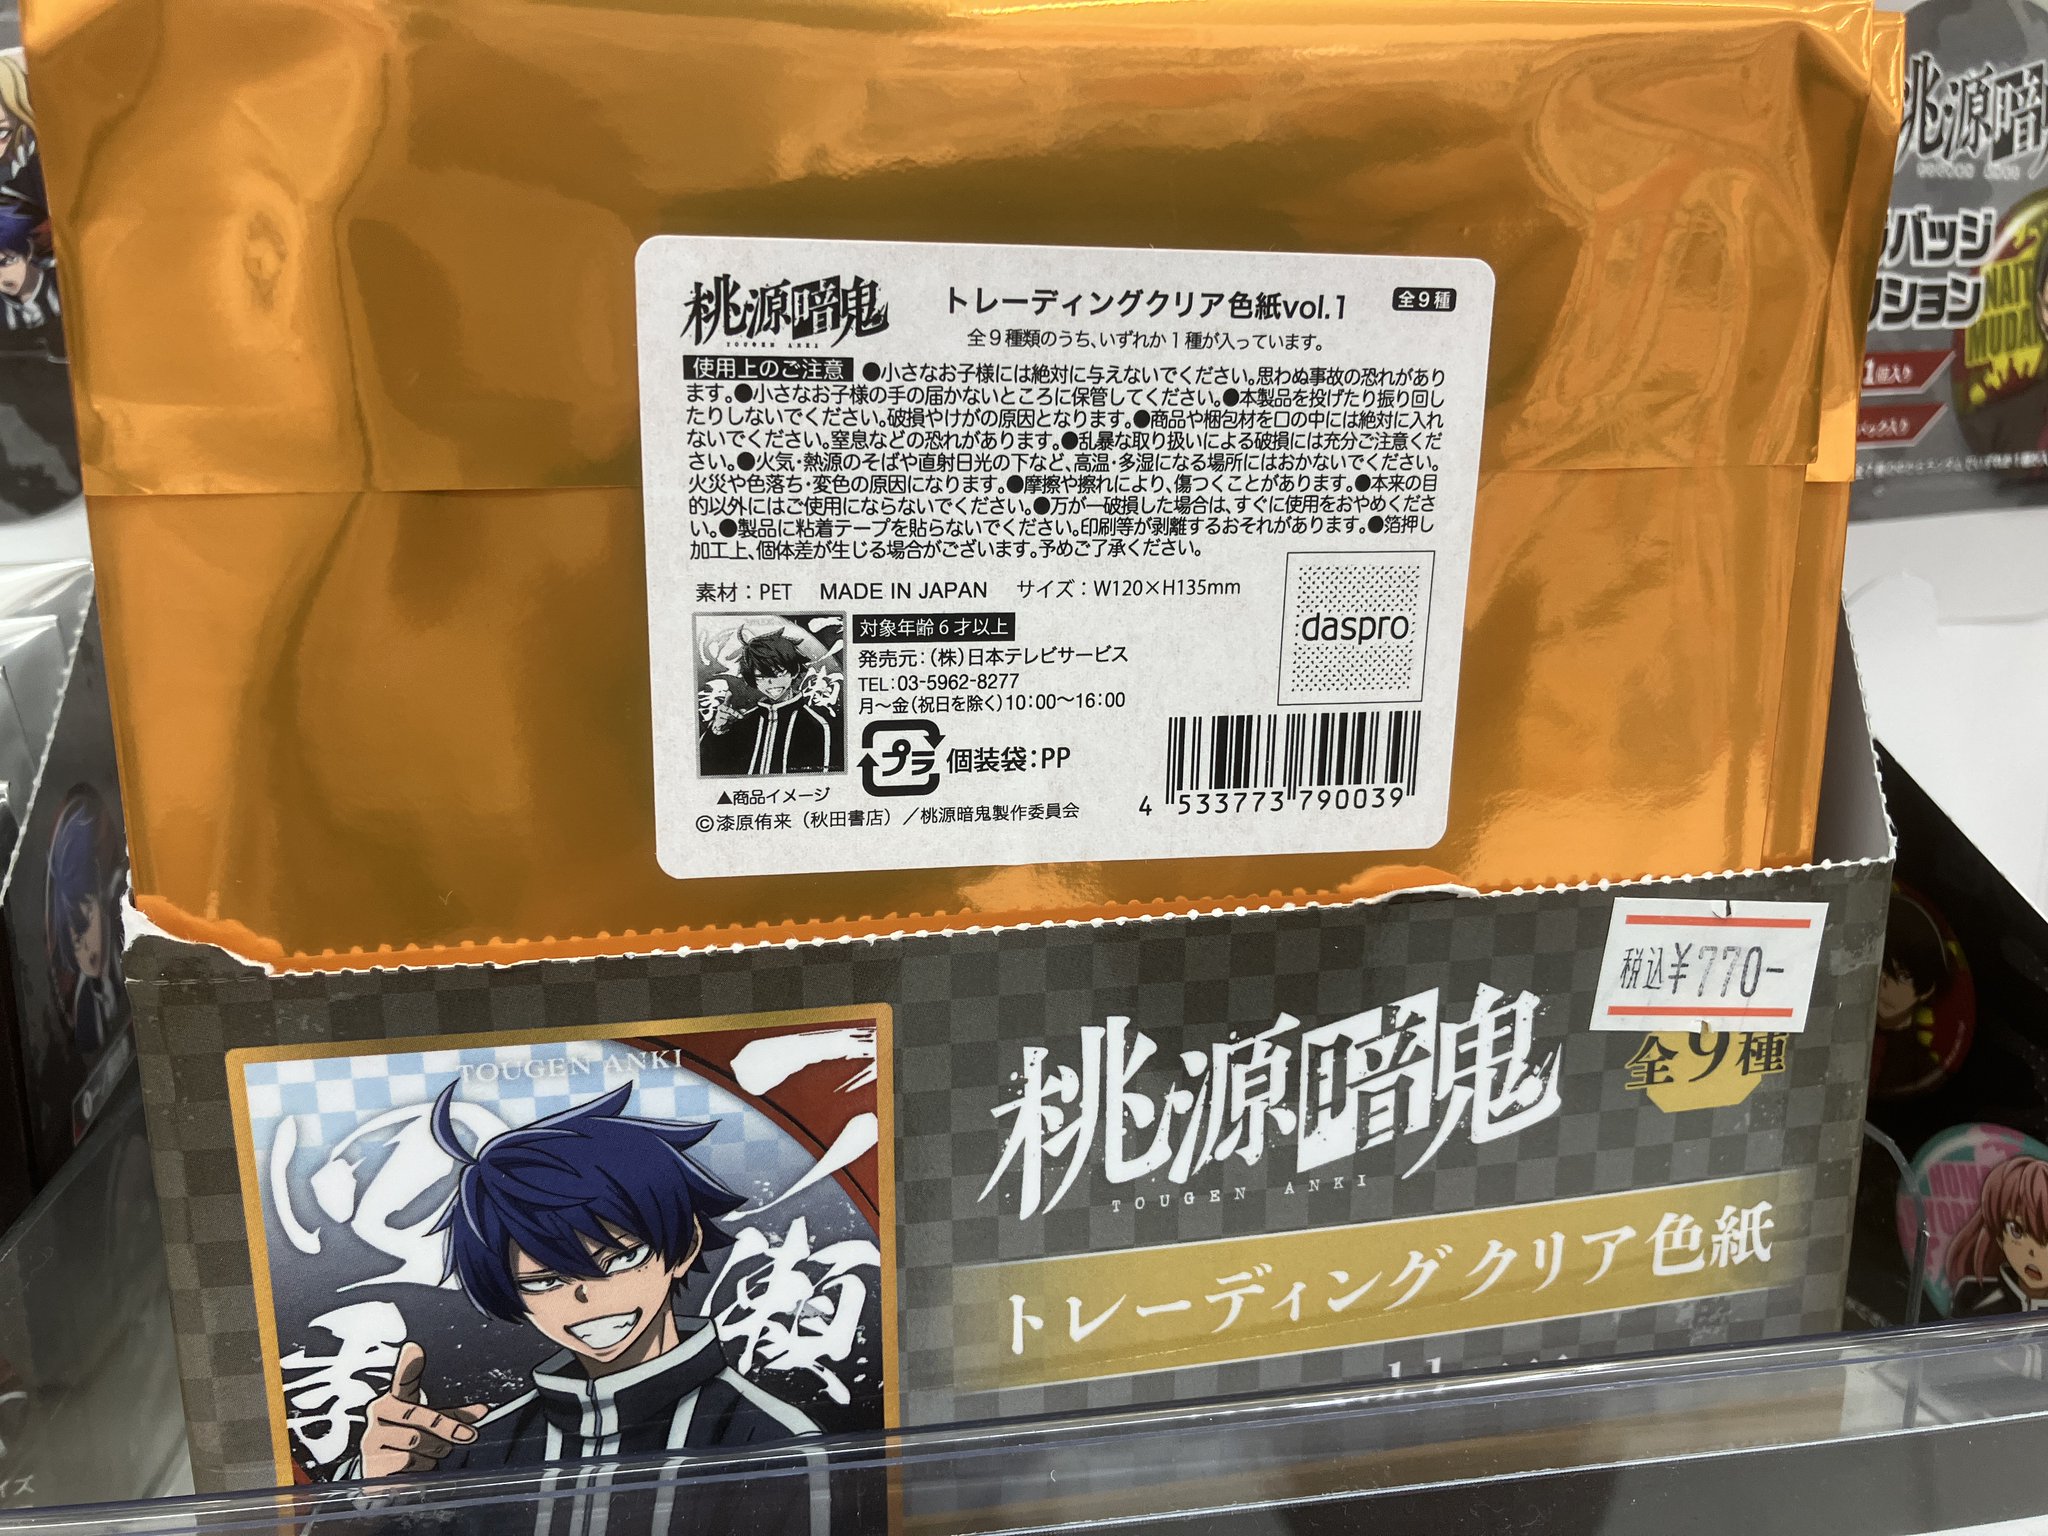 桃源暗鬼
TOUGEN ANKI
トレーディングクリア色紙vol.1
全9種
全9種類のうち、いずれか1種が入っています。
使用上のご注意 ●小さなお子様には絶対に与えないでください。思わぬ事故の恐れがあり
ます。●小さなお子様の手の届かないところに保管してください。●本製品を投げたり振り回し
たりしないでください。破損やけがの原因となります。●商品や梱包材を口の中には絶対に入れ
ないでください。窒息などの恐れがあります。●乱暴な取り扱いによる破損には充分ご注意くだ
さい。●火気・熱源のそばや直射日光の下など、高温・多湿になる場所にはおかないでください。
火災や色落ち・変色の原因になります。●摩擦や擦れにより、傷つくことがあります。●本来の目
的以外にはご使用にならないでください。●万が一破損した場合は、すぐに使用をおやめくださ
い。●製品に粘着テープを貼らないでください。印刷等が剥離するおそれがあります。●箔押し
加工上、個体差が生じる場合がございます。予めご了承ください。
素材：PET MADE IN JAPAN サイズ：W120×H135mm
対象年齢6才以上
発売元：(株)日本テレビサービス
TEL：03-5962-8277
月〜金(祝日を除く)10：00〜16：00
プラ 個装袋：PP
▲商品イメージ
©漆原侑来（秋田書店）／桃源暗鬼製作委員会
daspro
4 533773 790039
税込¥770-
全9種
桃源暗鬼
TOUGEN ANKI
トレーディングクリア色紙
TOUGEN ANKI
四
季
桃源暗
バッジ
ション
1個入り
NAIT
MUDA